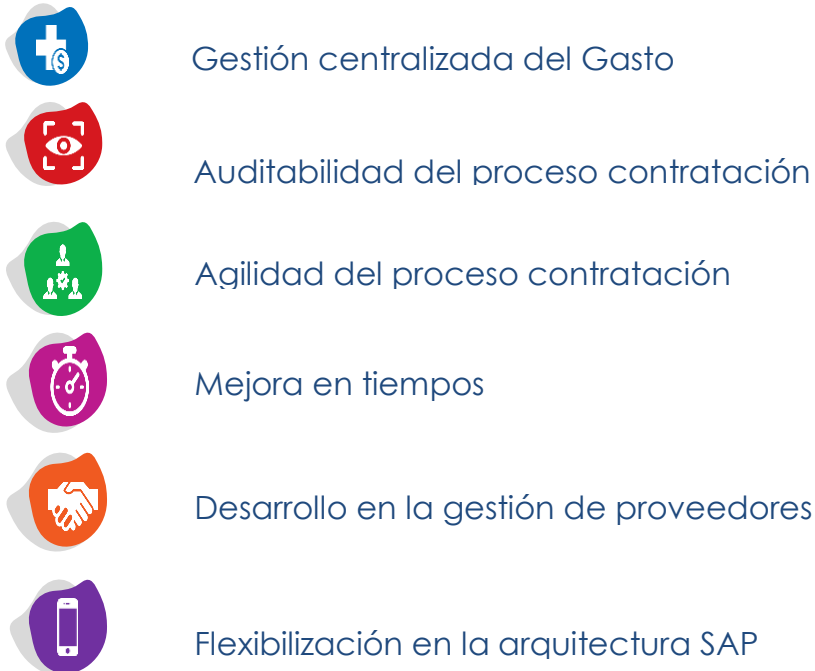 Gestión centralizada del Gasto
Auditabilidad del proceso contratación
Agilidad del proceso contratación
Mejora en tiempos
Desarrollo en la gestión de proveedores
Flexibilización en la arquitectura SAP